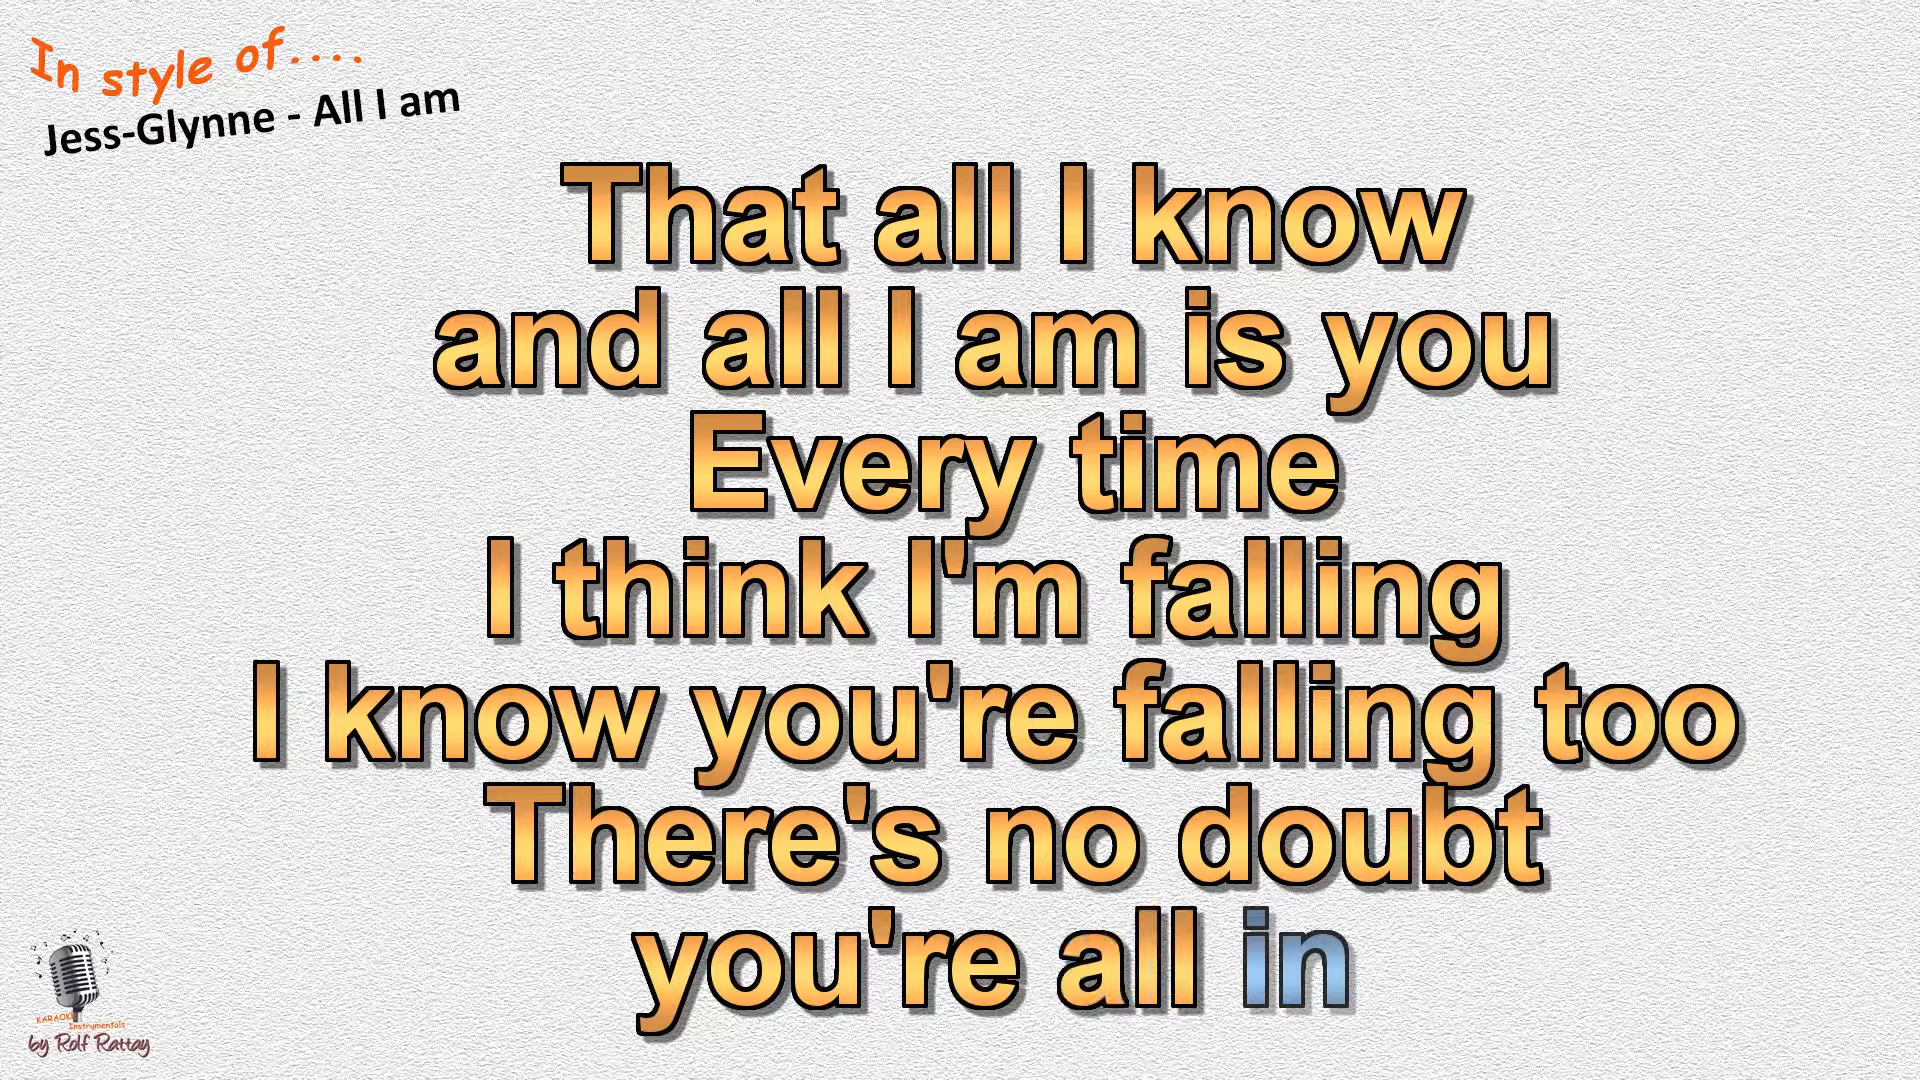 In style of....
Jess-Glynne - All I am
That all I know
and all I am is you
Every time
I think I'm falling
I know you're falling too
There's no doubt
you're all in
KARAOKE
Instrumentals
by Rolf Rattay